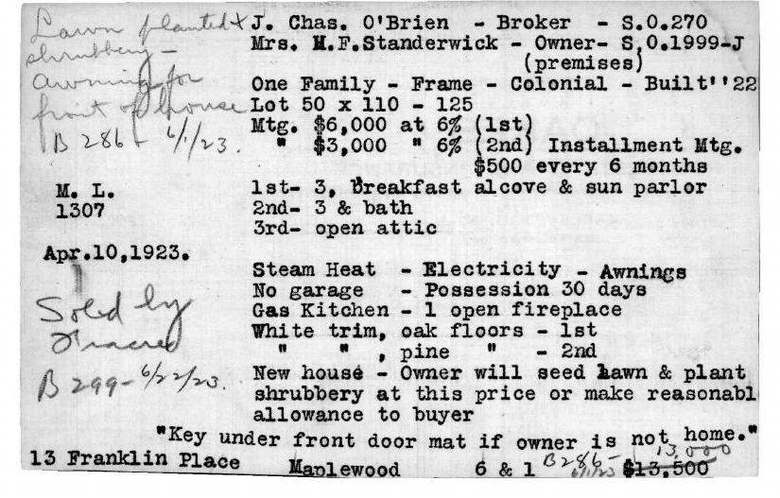 Lawn planted &
shrubbery -
awning for
front of house
B 286 - 6/1/23.
J. Chas. O'Brien - Broker - S.O.270
Mrs. M.F.Standerwick - Owner- S.O.1999-J
(premises)
One Family - Frame - Colonial - Built''22
Lot 50 x 110 - 125
Mtg. $6,000 at 6% (1st)
" $3,000 " 6% (2nd) Installment Mtg.
$500 every 6 months
M. L.
1307
1st- 3, Breakfast alcove & sun parlor
2nd- 3 & bath
3rd- open attic
Apr.10,1923.
Steam Heat - Electricity - Awnings
No garage - Possession 30 days
Gas Kitchen - 1 open fireplace
White trim, oak floors - 1st
" " , pine " - 2nd
Sold by
B 299 - 6/22/23.
New house - Owner will seed lawn & plant
shrubbery at this price or make reasonabl
allowance to buyer
"Key under front door mat if owner is not home."
13 Franklin Place Maplewood 6 & 1 B286- 6/1/23 13,000 $13,500